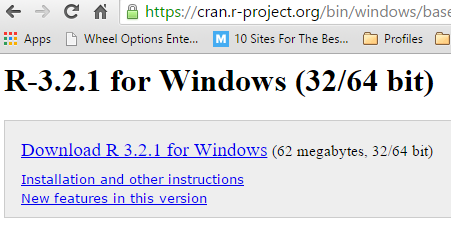 https://cran.r-project.org/bin/windows/base
Apps Wheel Options Ente... M 10 Sites For The Bes... Profiles
R-3.2.1 for Windows (32/64 bit)
Download R 3.2.1 for Windows (62 megabytes, 32/64 bit)
Installation and other instructions
New features in this version